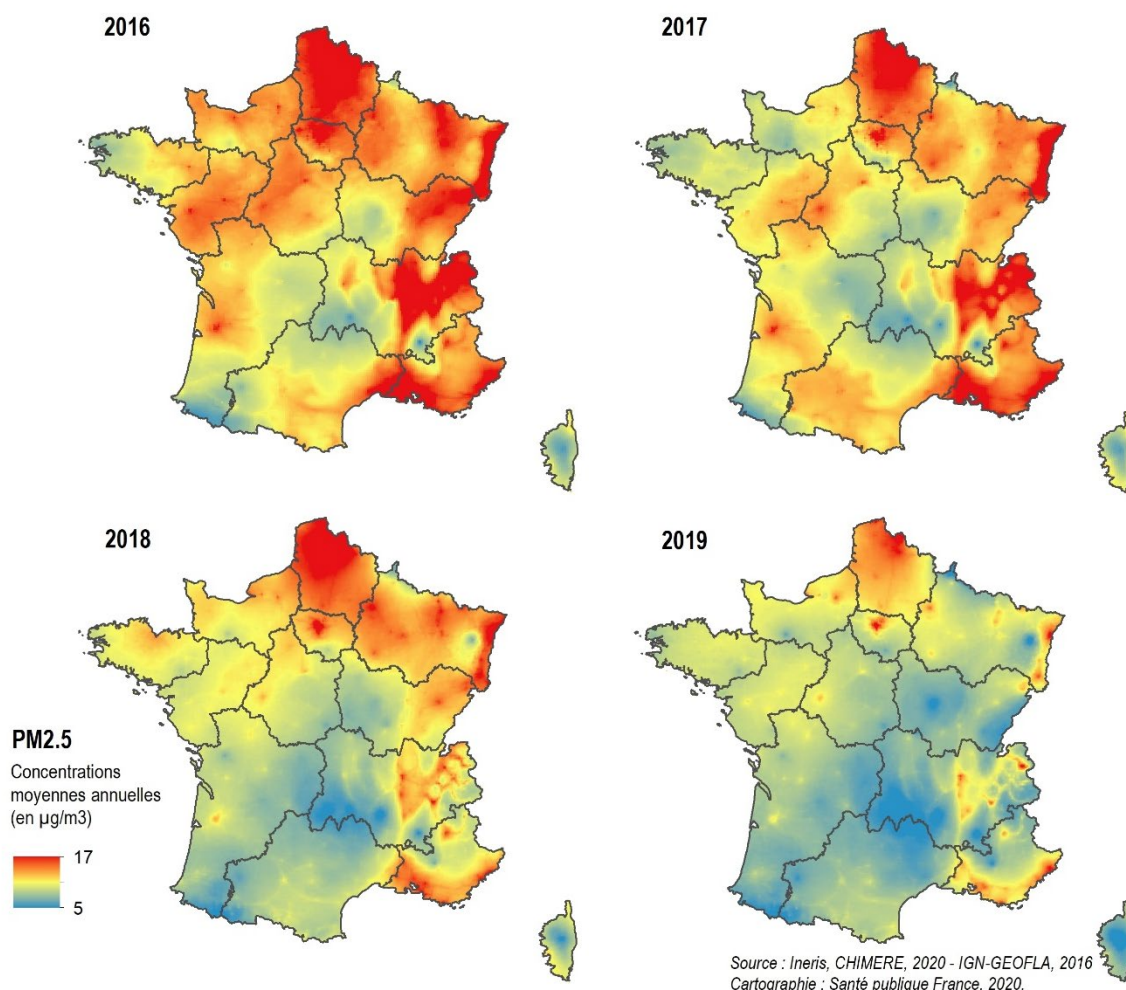 2016
2017
2018
2019
PM2.5
Concentrations
moyennes annuelles
(en µg/m3)
17
5
Source : Ineris, CHIMERE, 2020 - IGN-GEOFLA, 2016
Cartographie : Santé publique France, 2020.